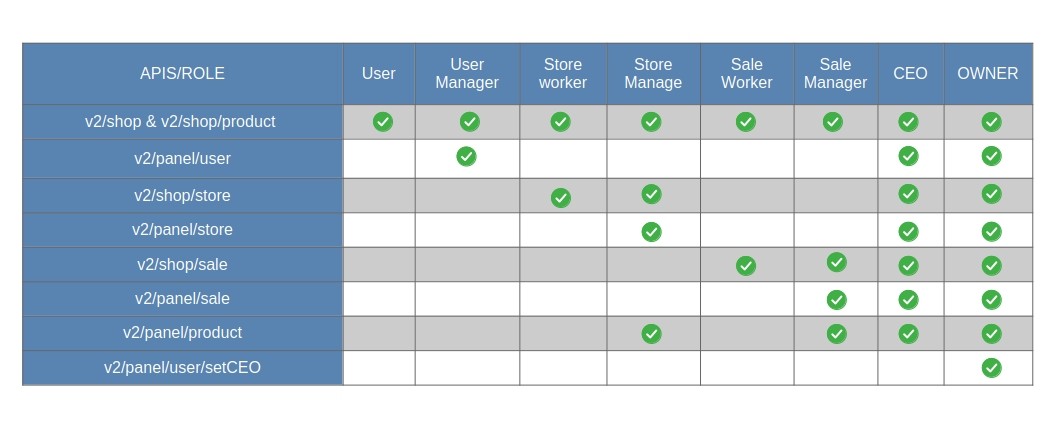 APIS/ROLE
User
User
Manager
Store
worker
Store
Manage
Sale
Worker
Sale
Manager
CEO
OWNER
v2/shop & v2/shop/product
v2/panel/user
v2/shop/store
v2/panel/store
v2/shop/sale
v2/panel/sale
v2/panel/product
v2/panel/user/setCEO